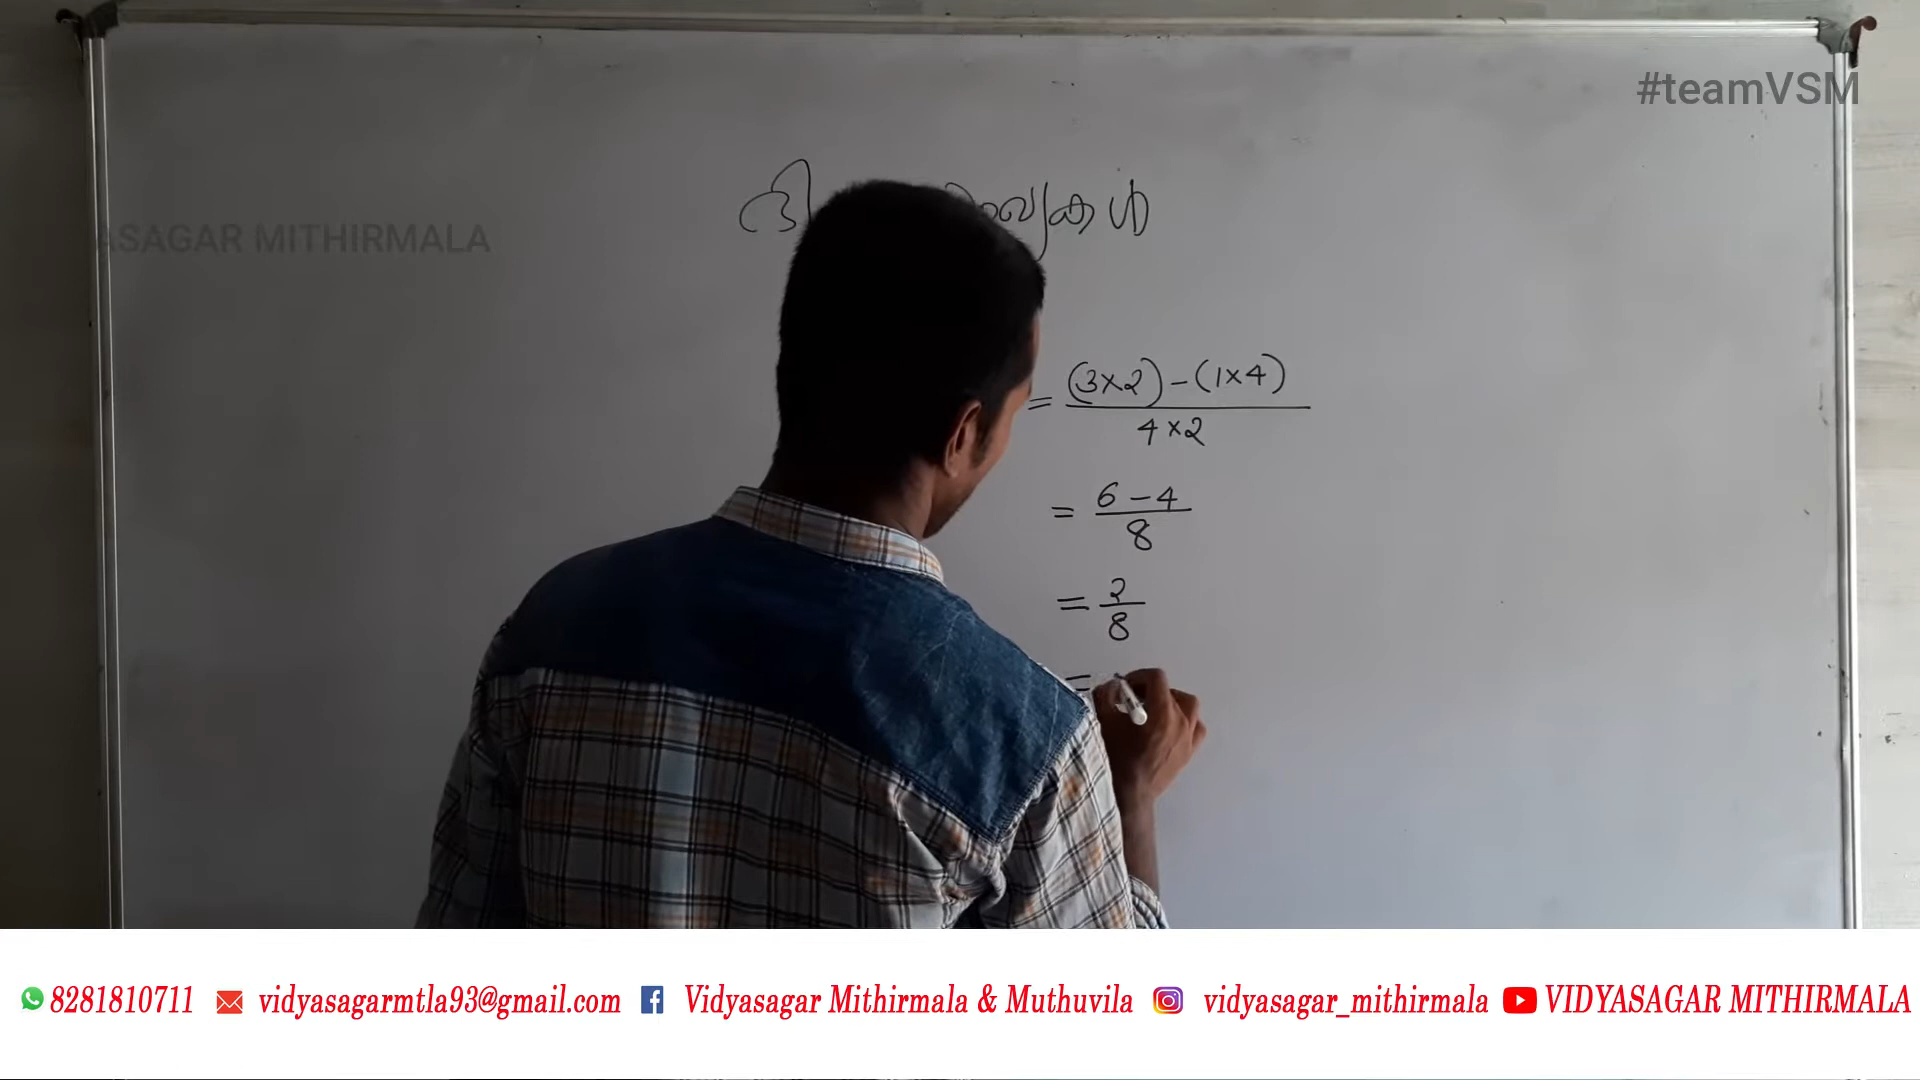 #teamVSM
ASAGAR MITHIRMALA
= (3×2) - (1×4) / 4×2
= 6 - 4 / 8
= 2 / 8
=
8281810711 vidyasagarmtla93@gmail.com Vidyasagar Mithirmala & Muthuvila vidyasagar_mithirmala VIDYASAGAR MITHIRMALA